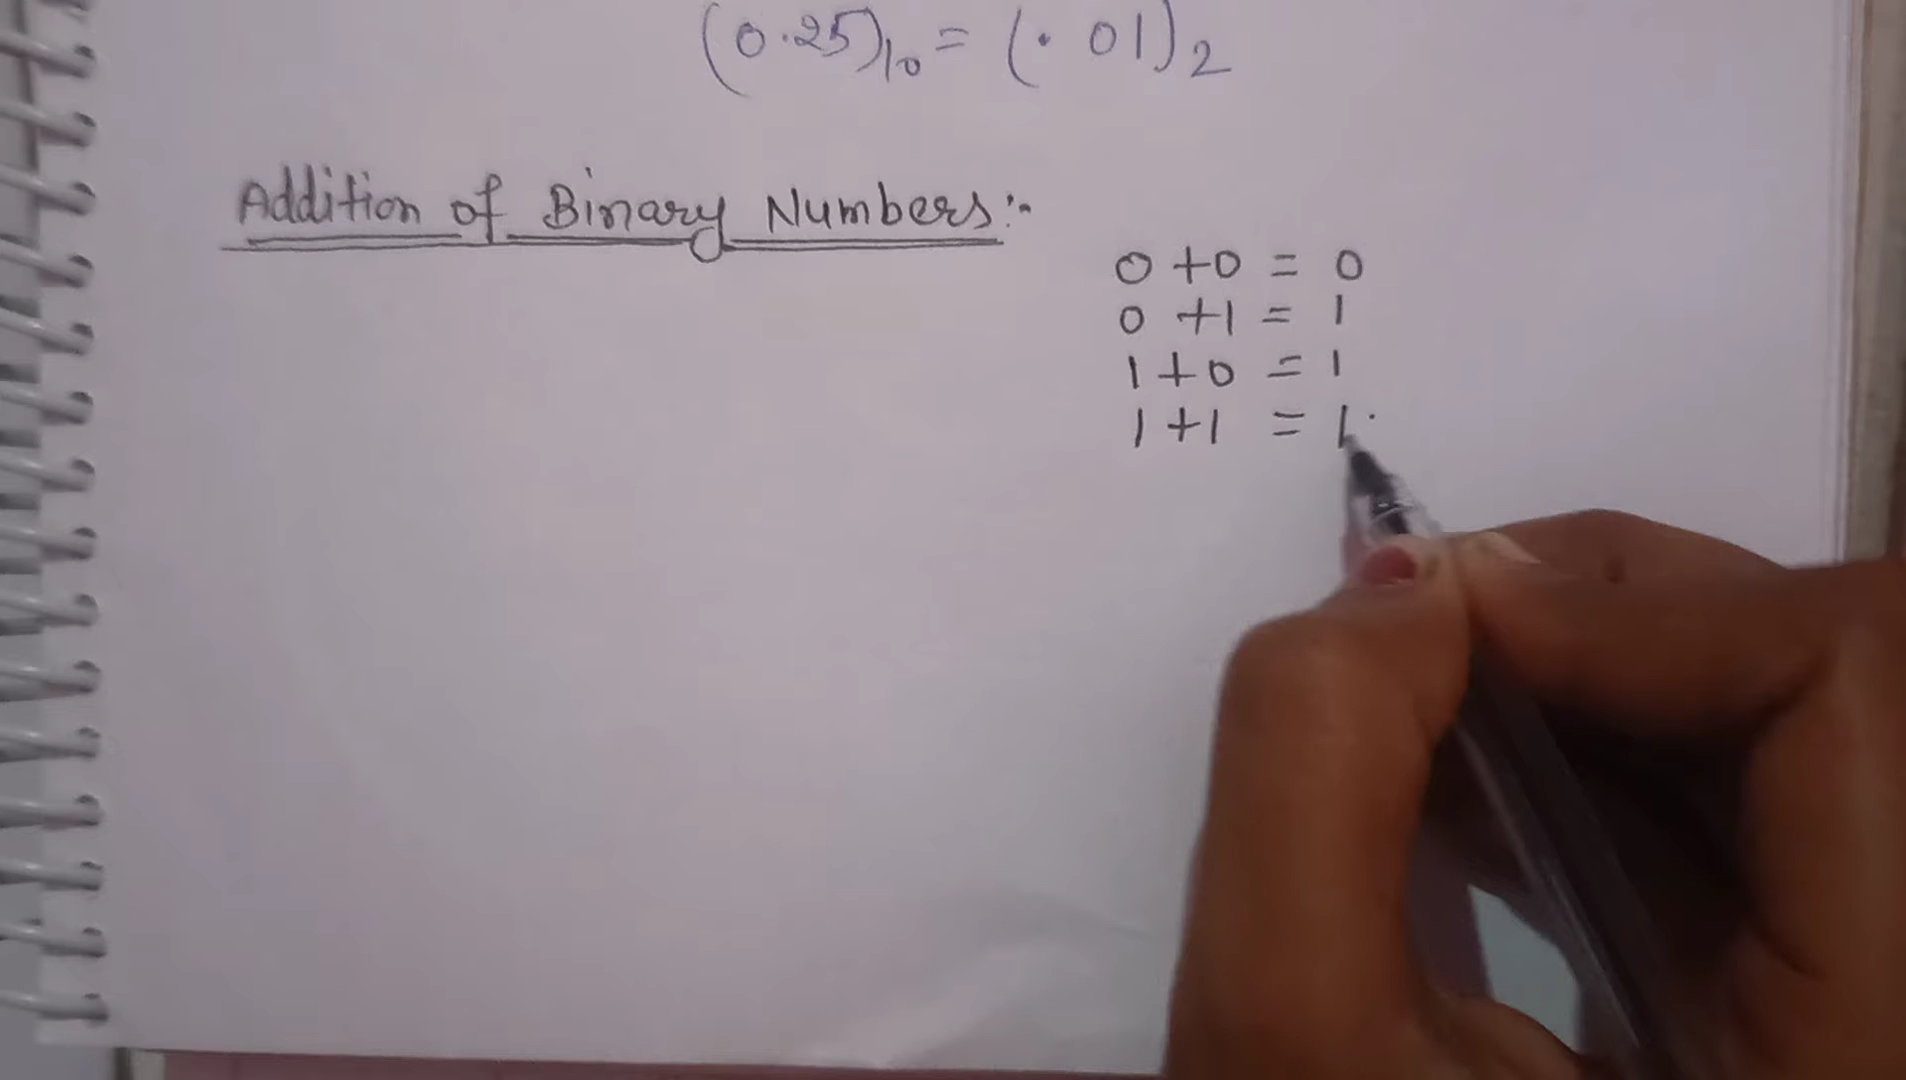 (0.25)10 = (. 01)2
Addition of Binary Numbers:-
0 + 0 = 0
0 + 1 = 1
1 + 0 = 1
1 + 1 = 1